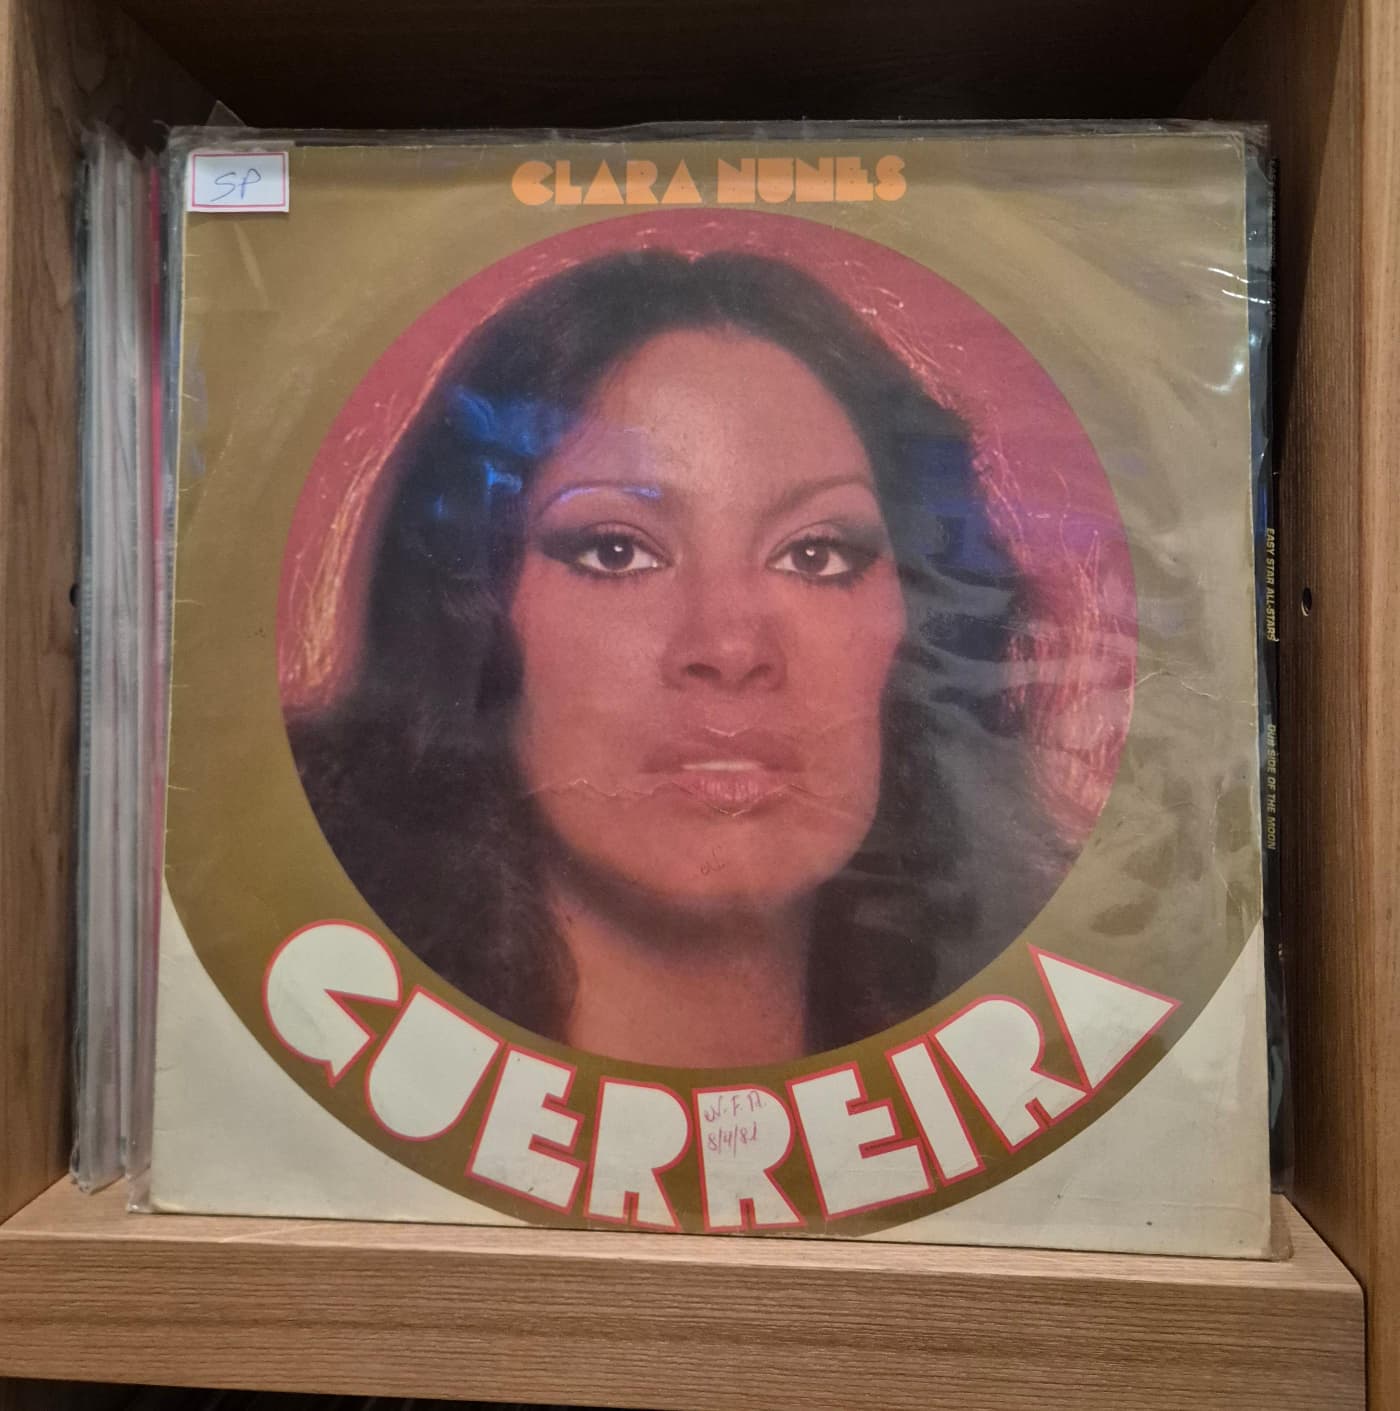 SP
CLARA NUNES
GUERREIRA
N.F.A.
8/4/81
EASY STAR ALL-STARS
DUB SIDE OF THE MOON